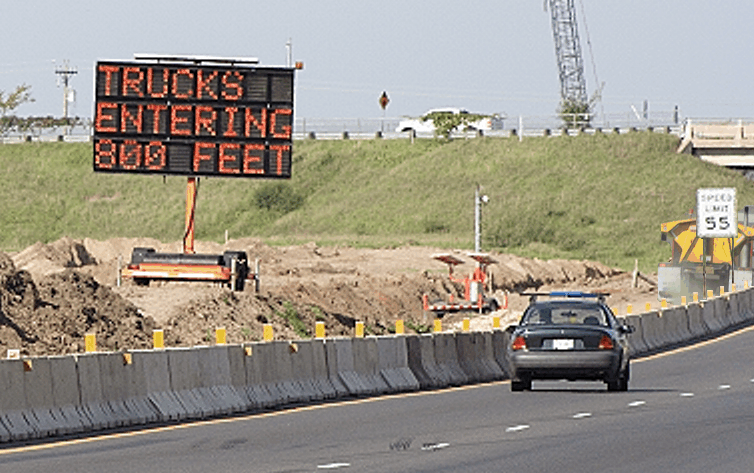 TRUCKS
ENTERING
800 FEET
SPEED
LIMIT
55